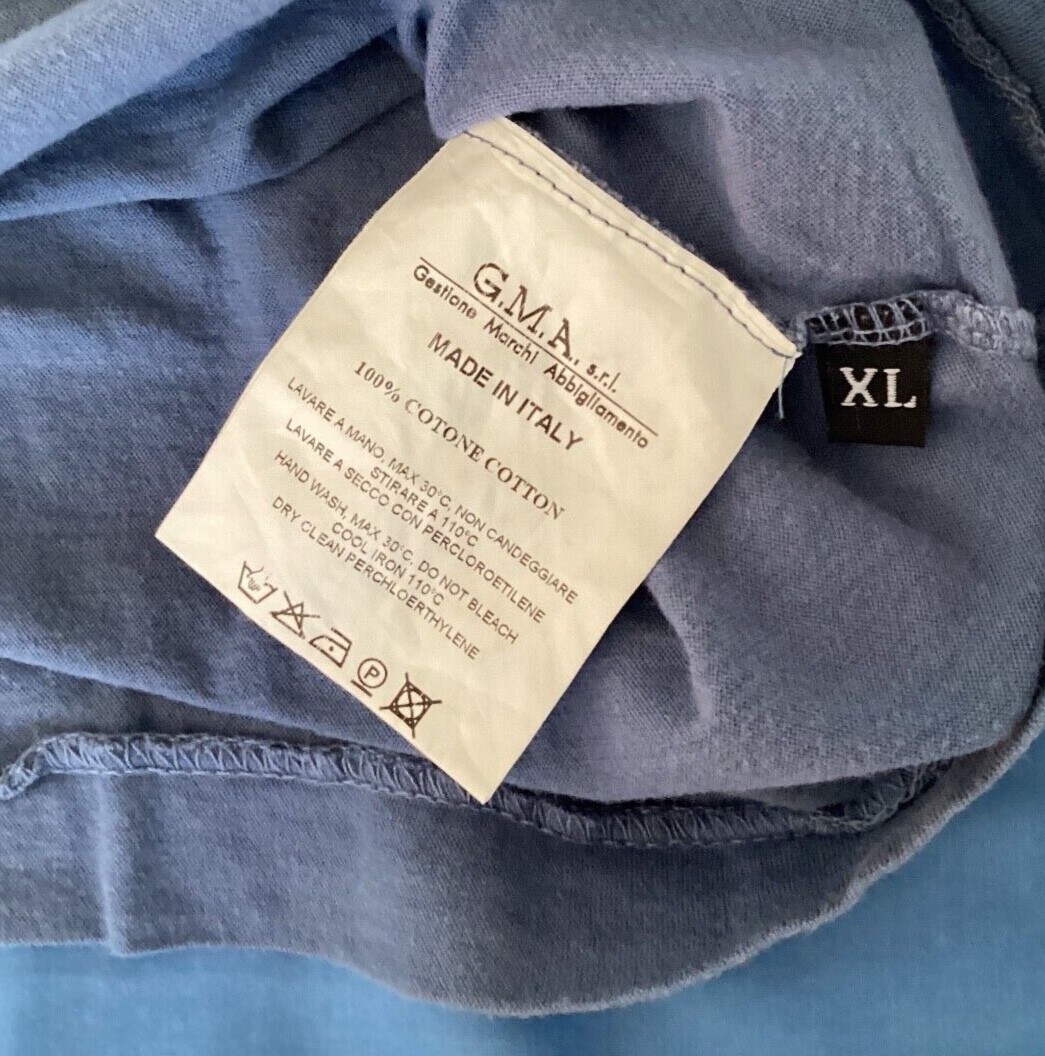 G.M.A. s.r.l.
Gestione Marchi Abbigliamento
MADE IN ITALY
100% COTONE COTTON
LAVARE A MANO, MAX 30°C, NON CANDEGGIARE
STIRARE A 110°C
LAVARE A SECCO CON PERCLOROETILENE
HAND WASH, MAX 30°C, DO NOT BLEACH
COOL IRON 110°C
DRY CLEAN PERCHLOERTHYLENE
P
XL